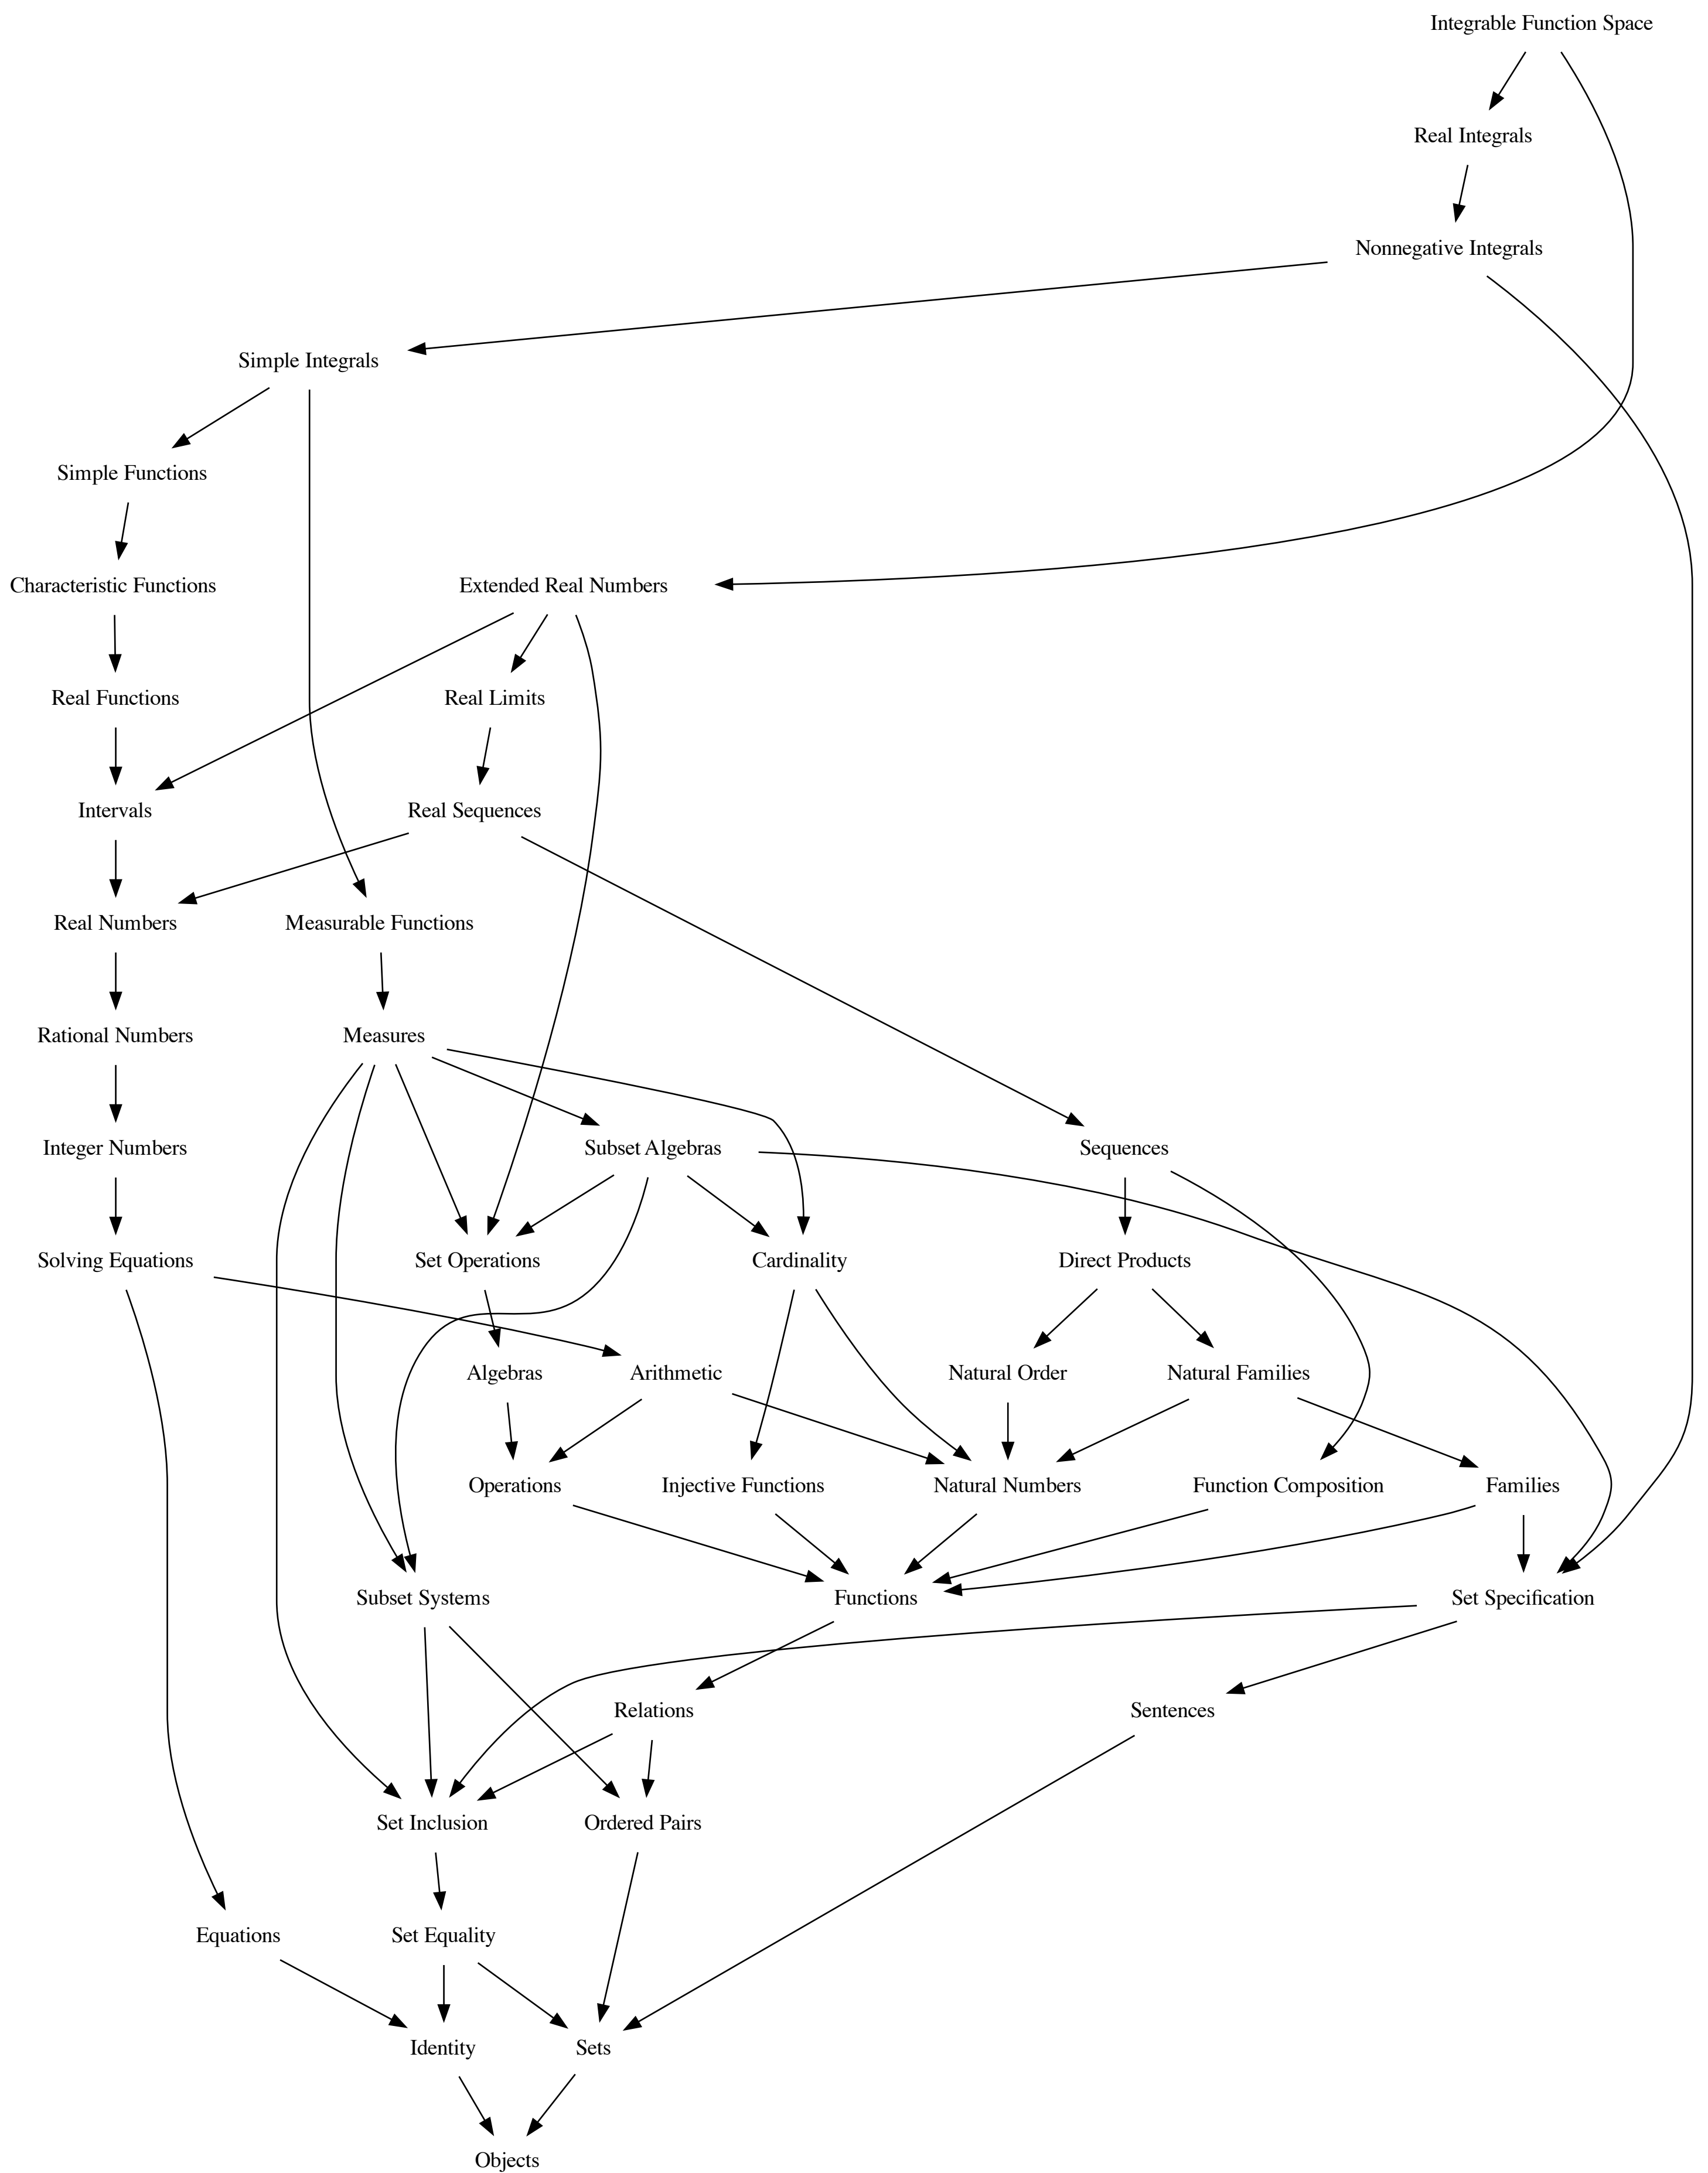 Integrable Function Space
Real Integrals
Nonnegative Integrals
Simple Integrals
Simple Functions
Characteristic Functions
Extended Real Numbers
Real Functions
Real Limits
Intervals
Real Sequences
Real Numbers
Measurable Functions
Rational Numbers
Measures
Integer Numbers
Subset Algebras
Sequences
Solving Equations
Set Operations
Cardinality
Direct Products
Algebras
Arithmetic
Natural Order
Natural Families
Operations
Injective Functions
Natural Numbers
Function Composition
Families
Subset Systems
Functions
Set Specification
Relations
Sentences
Set Inclusion
Ordered Pairs
Equations
Set Equality
Identity
Sets
Objects